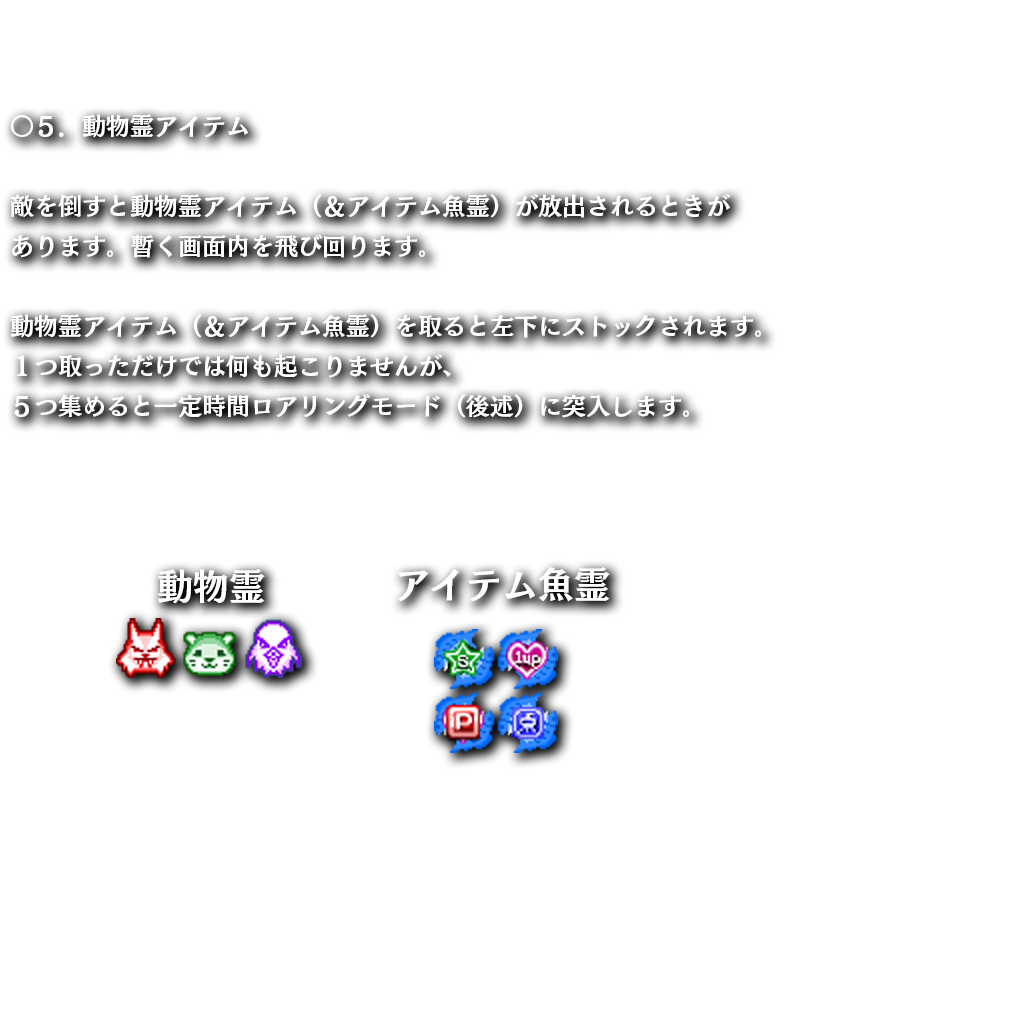 〇５．動物霊アイテム
敵を倒すと動物霊アイテム（＆アイテム魚霊）が放出されるときが
あります。暫く画面内を飛び回ります。
動物霊アイテム（＆アイテム魚霊）を取ると左下にストックされます。
１つ取っただけでは何も起こりませんが、
５つ集めると一定時間ロアリングモード（後述）に突入します。
動物霊 アイテム魚霊
S 1up
P 点